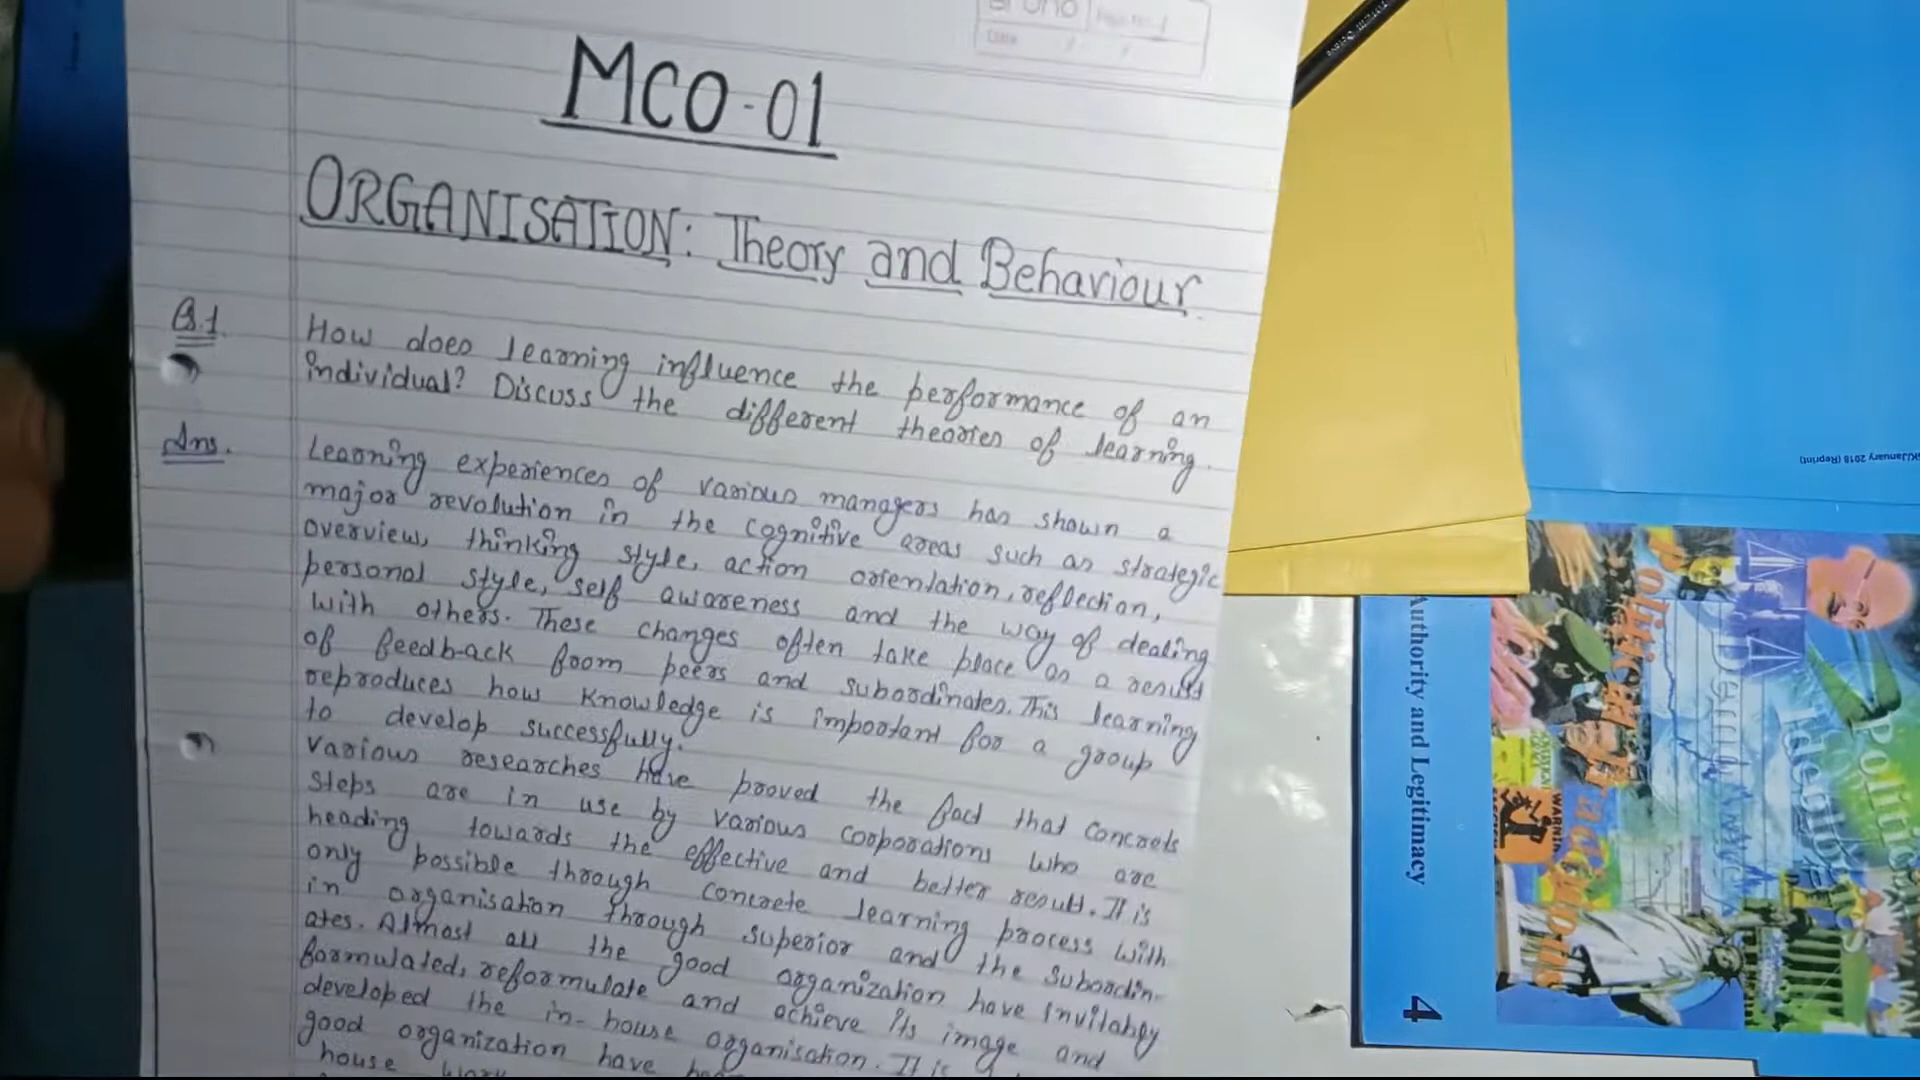 Date
MCO-01
ORGANISATION: Theory and Behaviour
Q.1. How does learning influence the performance of an
individual? Discuss the different theories of learning.
Ans. Learning experiences of various managers has shown a
major revolution in the cognitive areas such as strategic
overview, thinking style, action orientation, reflection,
personal style, self awareness and the way of dealing
with others. These changes often take place as a result
of feedback from peers and subordinates. This learning
reproduces how knowledge is important for a group
to develop successfully.
Various researches have proved the fact that concrete
steps are in use by various corporations who are
heading towards the effective and better result. It is
only possible through concrete learning process with
in organisation through superior and the subordin-
ates. Almost all the good organization have invitably
formulated, reformulate and achieve its image and
developed the in-house organisation. It is
good organization have
house
K/January 2018 (Reprint)
Authority and Legitimacy
4
Politic
Ideologies